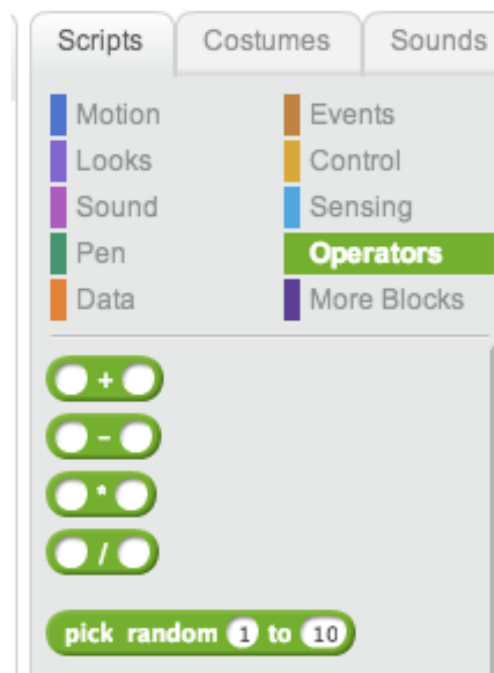 Scripts Costumes Sounds
Motion Events
Looks Control
Sound Sensing
Pen Operators
Data More Blocks
+
-
*
/
pick random 1 to 10